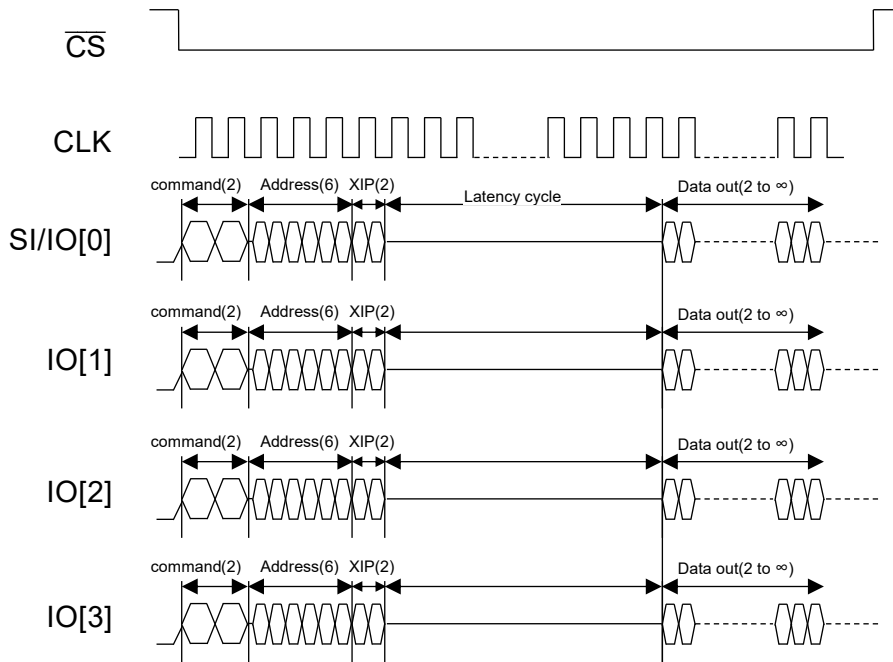 CS
CLK
command(2) Address(6) XIP(2) Latency cycle Data out(2 to ∞)
SI/IO[0]
command(2) Address(6) XIP(2) Data out(2 to ∞)
IO[1]
command(2) Address(6) XIP(2) Data out(2 to ∞)
IO[2]
command(2) Address(6) XIP(2) Data out(2 to ∞)
IO[3]